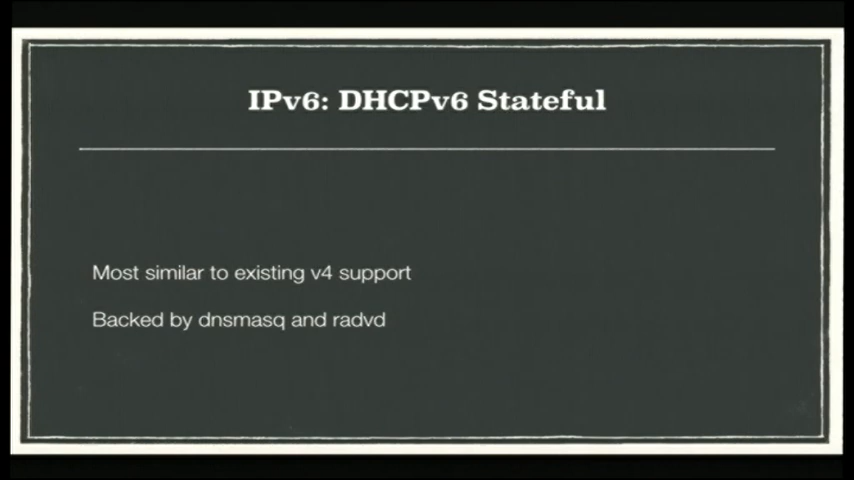 IPv6: DHCPv6 Stateful
Most similar to existing v4 support
Backed by dnsmasq and radvd